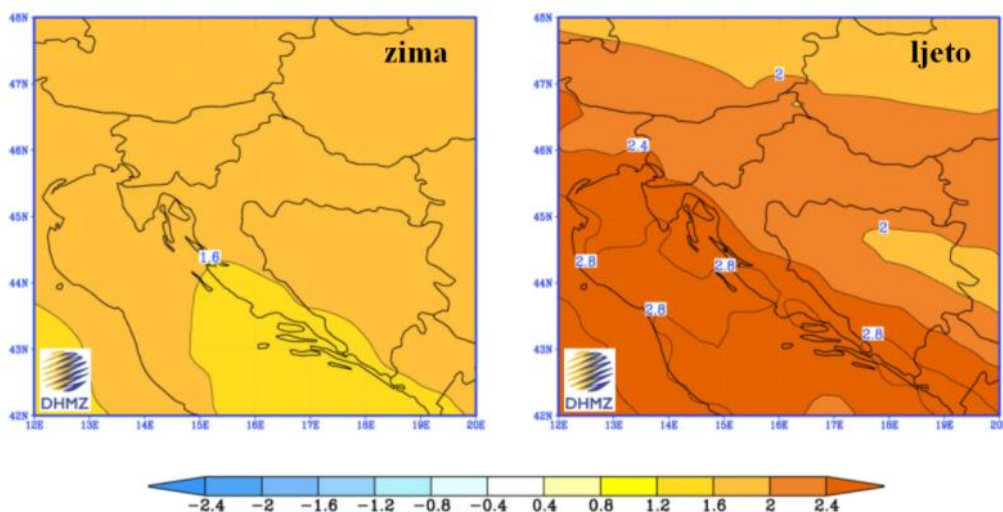 zima
48N
47N
46N
45N
44N
43N
42N
12E 13E 14E 15E 16E 17E 18E 19E 20E
1.6
DHMZ
ljeto
48N
47N
46N
45N
44N
43N
42N
12E 13E 14E 15E 16E 17E 18E 19E 20
2
2.4
2
2.8
2.8
2.8
2.8
DHMZ
-2.4 -2 -1.6 -1.2 -0.8 -0.4 0.4 0.8 1.2 1.6 2 2.4